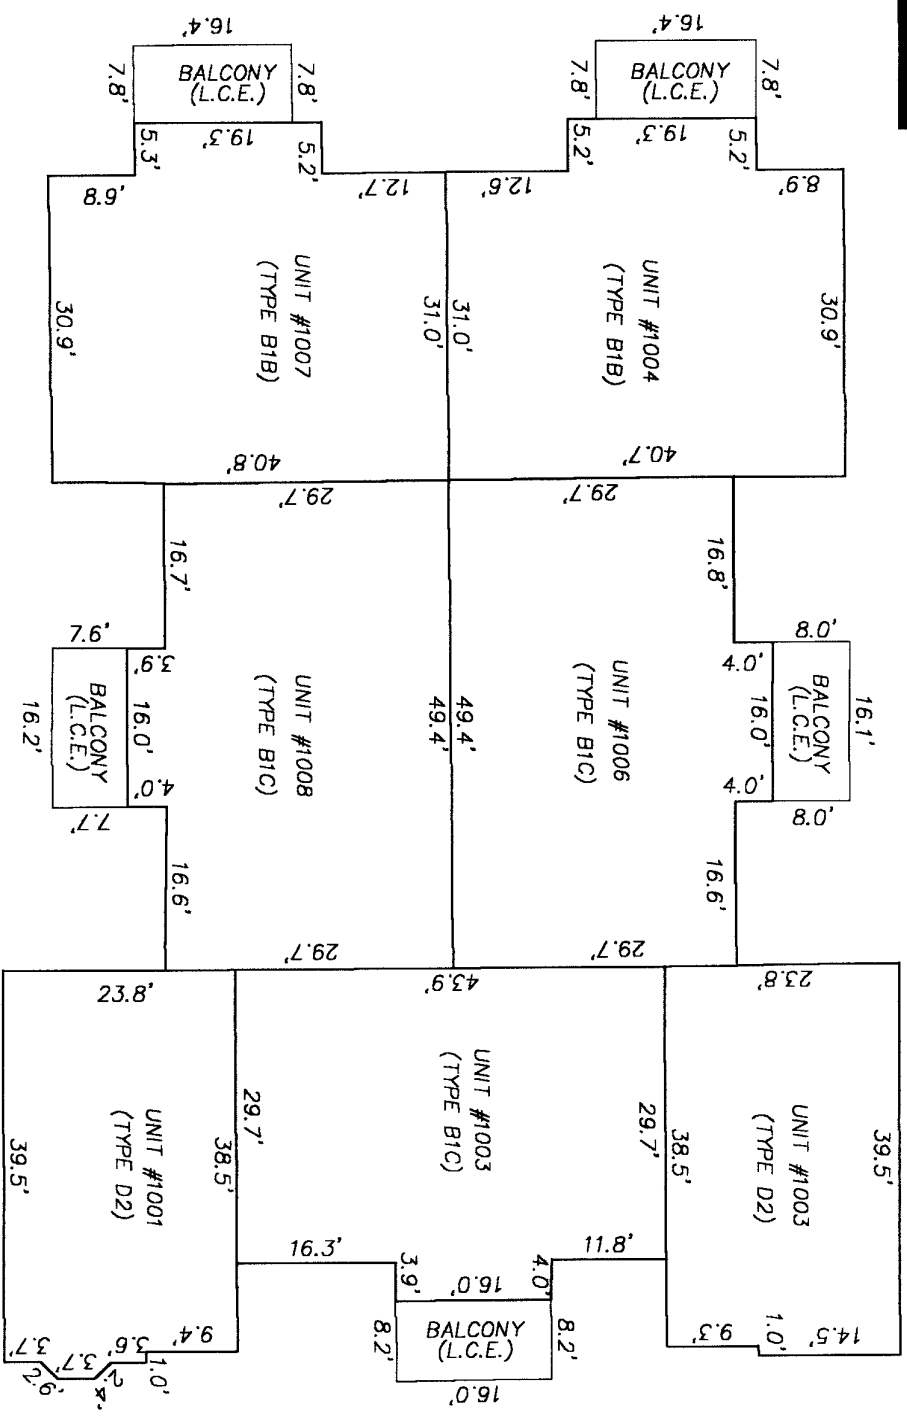 16.4'
7.8'
BALCONY
(L.C.E.)
7.8'
5.3'
19.3'
5.2'
8.9'
12.7'
16.4'
7.8'
BALCONY
(L.C.E.)
7.8'
5.2'
19.3'
5.2'
12.6'
8.9'
30.9'
UNIT #1007
(TYPE B1B)
31.0'
31.0'
UNIT #1004
(TYPE B1B)
30.9'
40.8'
40.7'
29.7'
29.7'
16.7'
16.8'
7.6'
3.9'
BALCONY
(L.C.E.)
16.2'
16.0'
4.0'
7.7'
UNIT #1008
(TYPE B1C)
49.4'
49.4'
UNIT #1006
(TYPE B1C)
8.0'
4.0'
16.0'
BALCONY
(L.C.E.)
16.1'
4.0'
8.0'
16.6'
16.6'
29.7'
29.7'
23.8'
43.9'
23.8'
39.5'
UNIT #1001
(TYPE D2)
38.5'
29.7'
UNIT #1003
(TYPE B1C)
29.7'
38.5'
UNIT #1003
(TYPE D2)
39.5'
16.3'
3.9'
16.0'
4.0'
11.8'
8.2'
BALCONY
(L.C.E.)
8.2'
16.0'
9.3'
1.0'
14.5'
3.7'
2.6'
3.7'
2.4'
3.6'
1.0'
9.4'